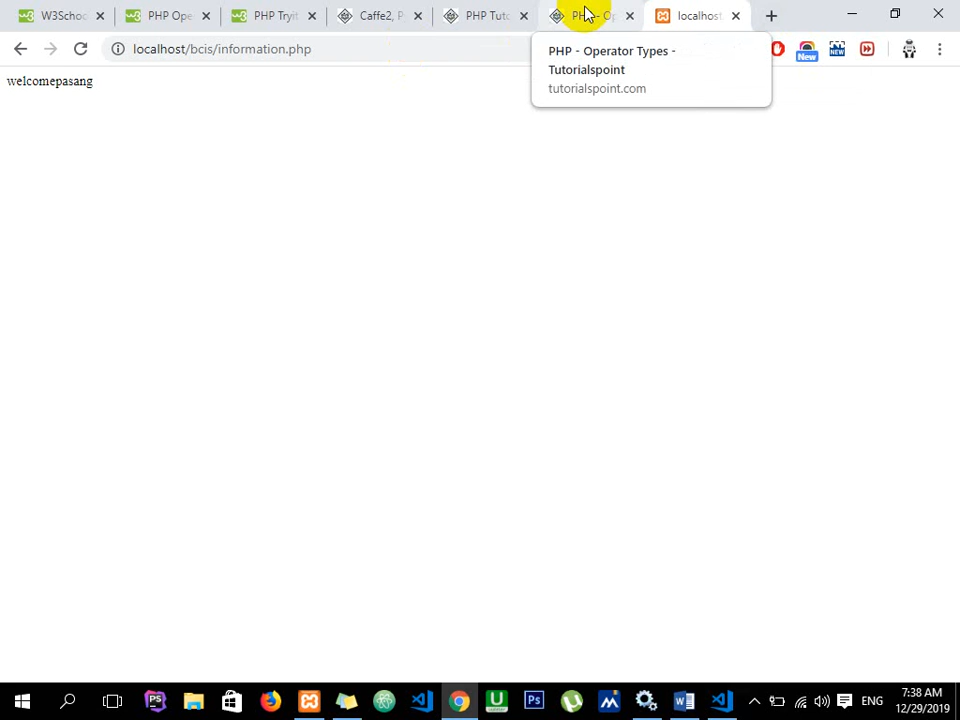 W3Schoo
PHP Ope
PHP Tryit
Caffe2, P
PHP Tuto
PHP - Op
localhost
localhost/bcis/information.php
New
NEW
PHP - Operator Types -
Tutorialspoint
tutorialspoint.com
welcomepasang
ENG
7:38 AM
12/29/2019